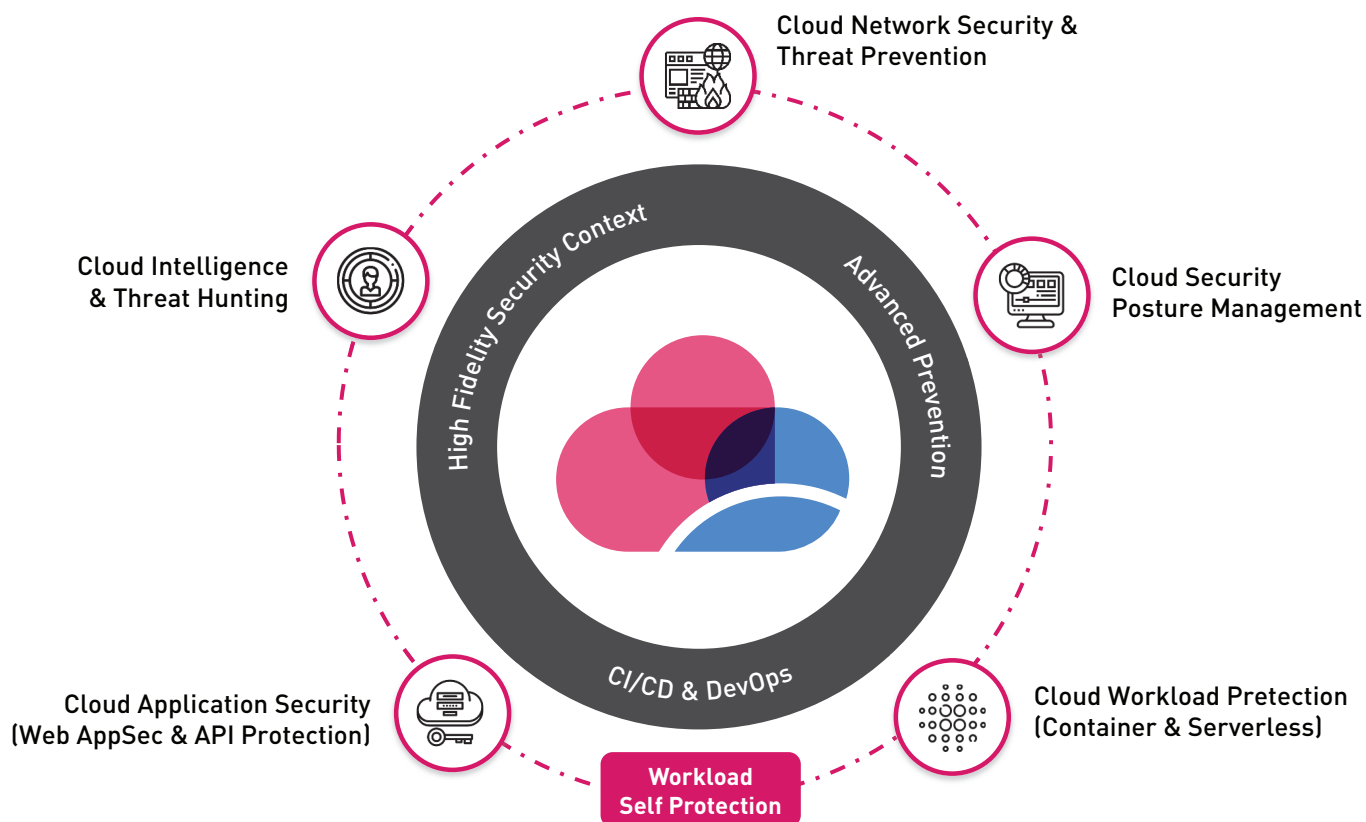 Cloud Network Security &
Threat Prevention
Cloud Intelligence
& Threat Hunting
High Fidelity Security Context
Advanced Prevention
Cloud Security
Posture Management
CI/CD & DevOps
Cloud Application Security
(Web AppSec & API Protection)
Cloud Workload Pretection
(Container & Serverless)
Workload
Self Protection